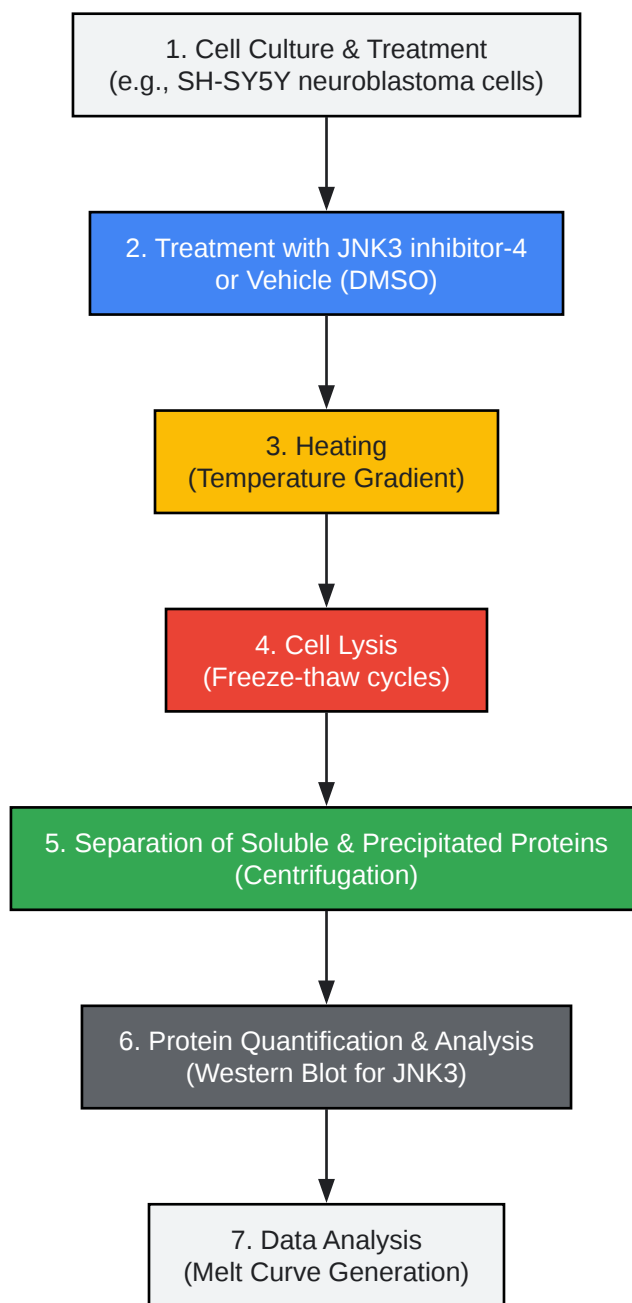 1. Cell Culture & Treatment
(e.g., SH-SY5Y neuroblastoma cells)
2. Treatment with JNK3 inhibitor-4
or Vehicle (DMSO)
3. Heating
(Temperature Gradient)
4. Cell Lysis
(Freeze-thaw cycles)
5. Separation of Soluble & Precipitated Proteins
(Centrifugation)
6. Protein Quantification & Analysis
(Western Blot for JNK3)
7. Data Analysis
(Melt Curve Generation)